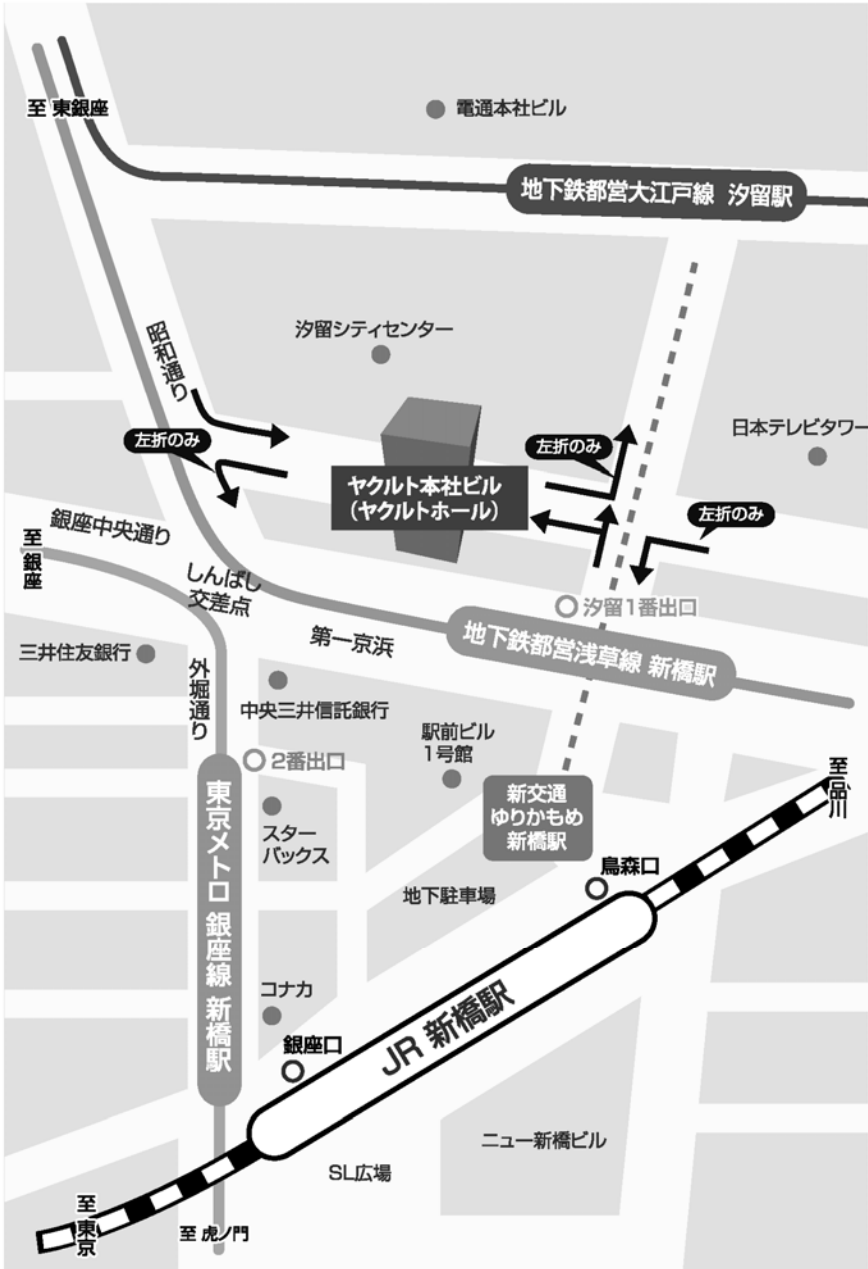 至 東銀座
電通本社ビル
地下鉄都営大江戸線 汐留駅
汐留シティセンター
昭和通り
左折のみ
左折のみ
日本テレビタワー
ヤクルト本社ビル
（ヤクルトホール）
左折のみ
銀座中央通り
至 銀座
しんばし
交差点
汐留1番出口
第一京浜
地下鉄都営浅草線 新橋駅
三井住友銀行
外堀通り
中央三井信託銀行
2番出口
駅前ビル
1号館
至 品川
新交通
ゆりかもめ
新橋駅
スター
バックス
東京メトロ 銀座線 新橋駅
烏森口
地下駐車場
コナカ
銀座口
JR 新橋駅
ニュー新橋ビル
SL広場
至 東京
至 虎ノ門